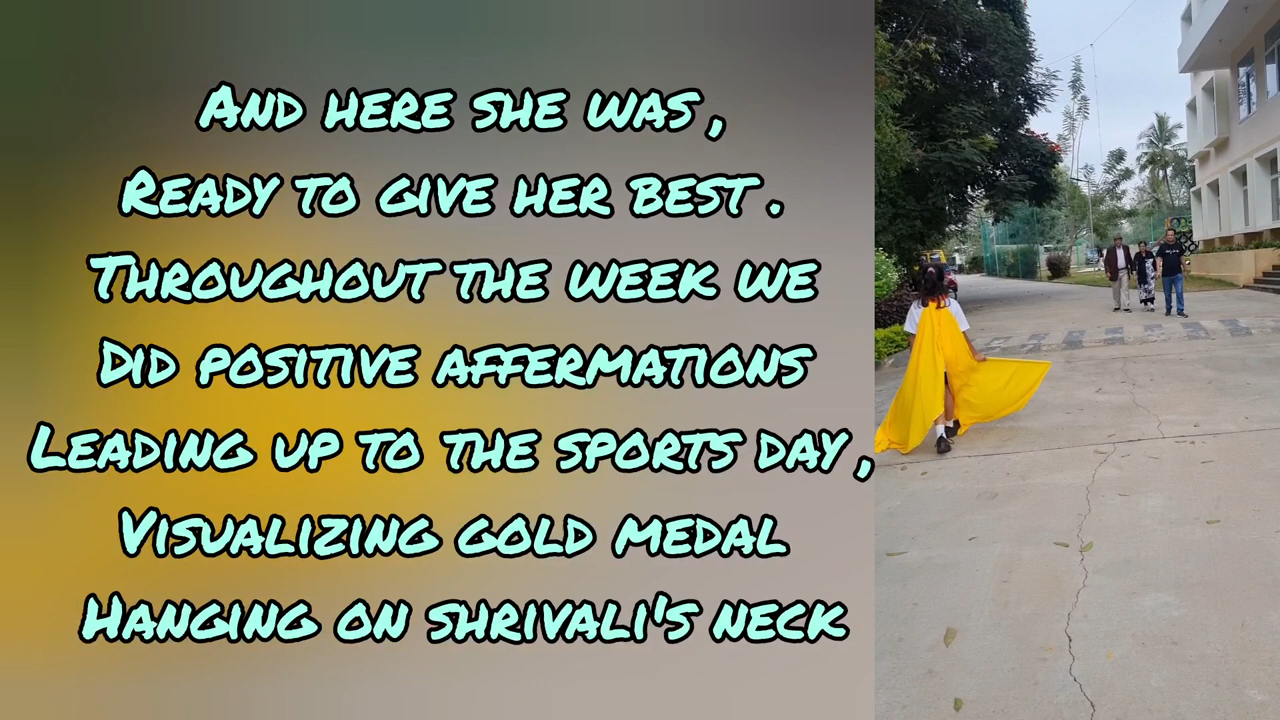 And here she was ,
Ready to give her best .
Throughout the week we
Did positive affermations
Leading up to the sports day ,
Visualizing gold medal
Hanging on shrivali's neck